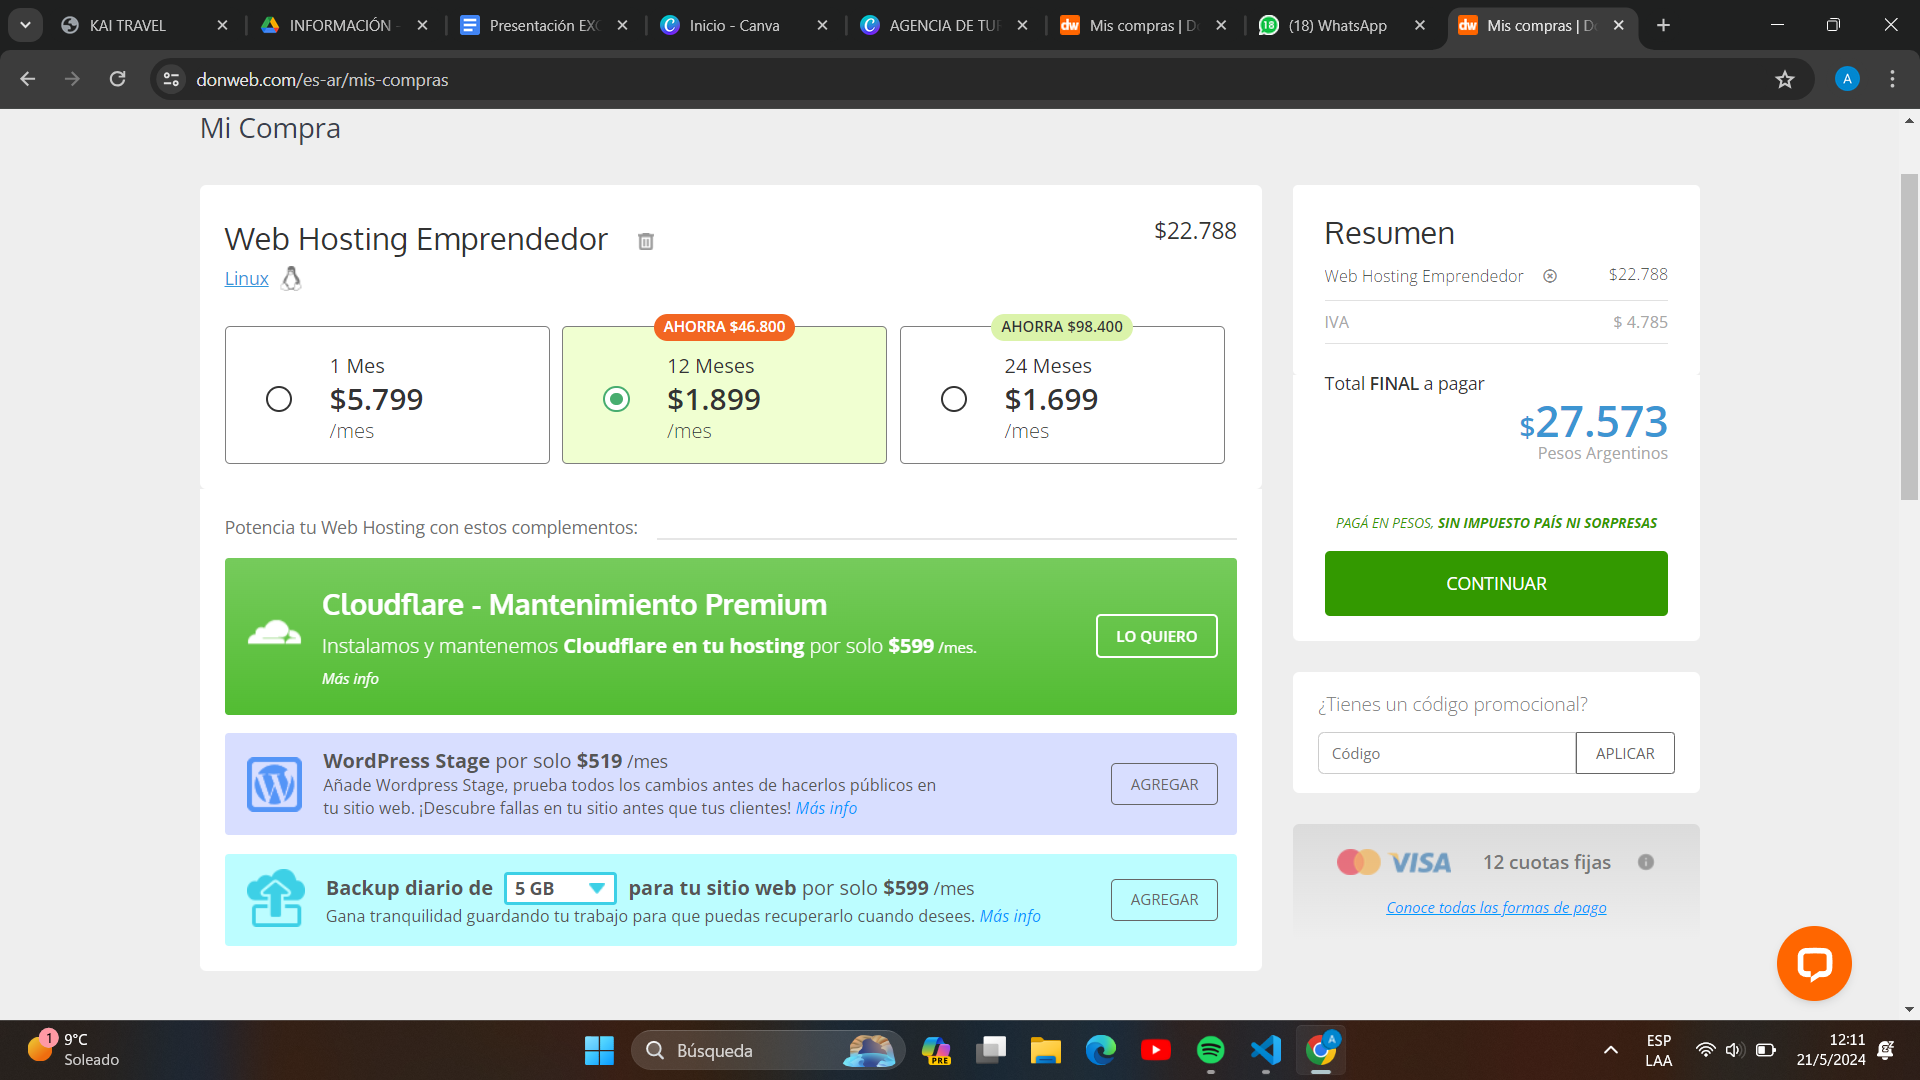 KAI TRAVEL
INFORMACIÓN -
Presentación EXC
Inicio - Canva
AGENCIA DE TUR
Mis compras | Do
(18) WhatsApp
Mis compras | Do
donweb.com/es-ar/mis-compras
A
Mi Compra
Web Hosting Emprendedor
$22.788
Linux
AHORRA $46.800
AHORRA $98.400
1 Mes
$5.799
/mes
12 Meses
$1.899
/mes
24 Meses
$1.699
/mes
Potencia tu Web Hosting con estos complementos:
Cloudflare - Mantenimiento Premium
Instalamos y mantenemos Cloudflare en tu hosting por solo $599 /mes.
Más info
LO QUIERO
WordPress Stage por solo $519 /mes
Añade Wordpress Stage, prueba todos los cambios antes de hacerlos públicos en
tu sitio web. ¡Descubre fallas en tu sitio antes que tus clientes! Más info
AGREGAR
Backup diario de 5 GB para tu sitio web por solo $599 /mes
Gana tranquilidad guardando tu trabajo para que puedas recuperarlo cuando desees. Más info
AGREGAR
Resumen
Web Hosting Emprendedor $22.788
IVA $ 4.785
Total FINAL a pagar
$27.573
Pesos Argentinos
PAGÁ EN PESOS, SIN IMPUESTO PAÍS NI SORPRESAS
CONTINUAR
¿Tienes un código promocional?
Código
APLICAR
VISA 12 cuotas fijas
Conoce todas las formas de pago
1
9°C
Soleado
Búsqueda
PRE
A
ESP
LAA
12:11
21/5/2024